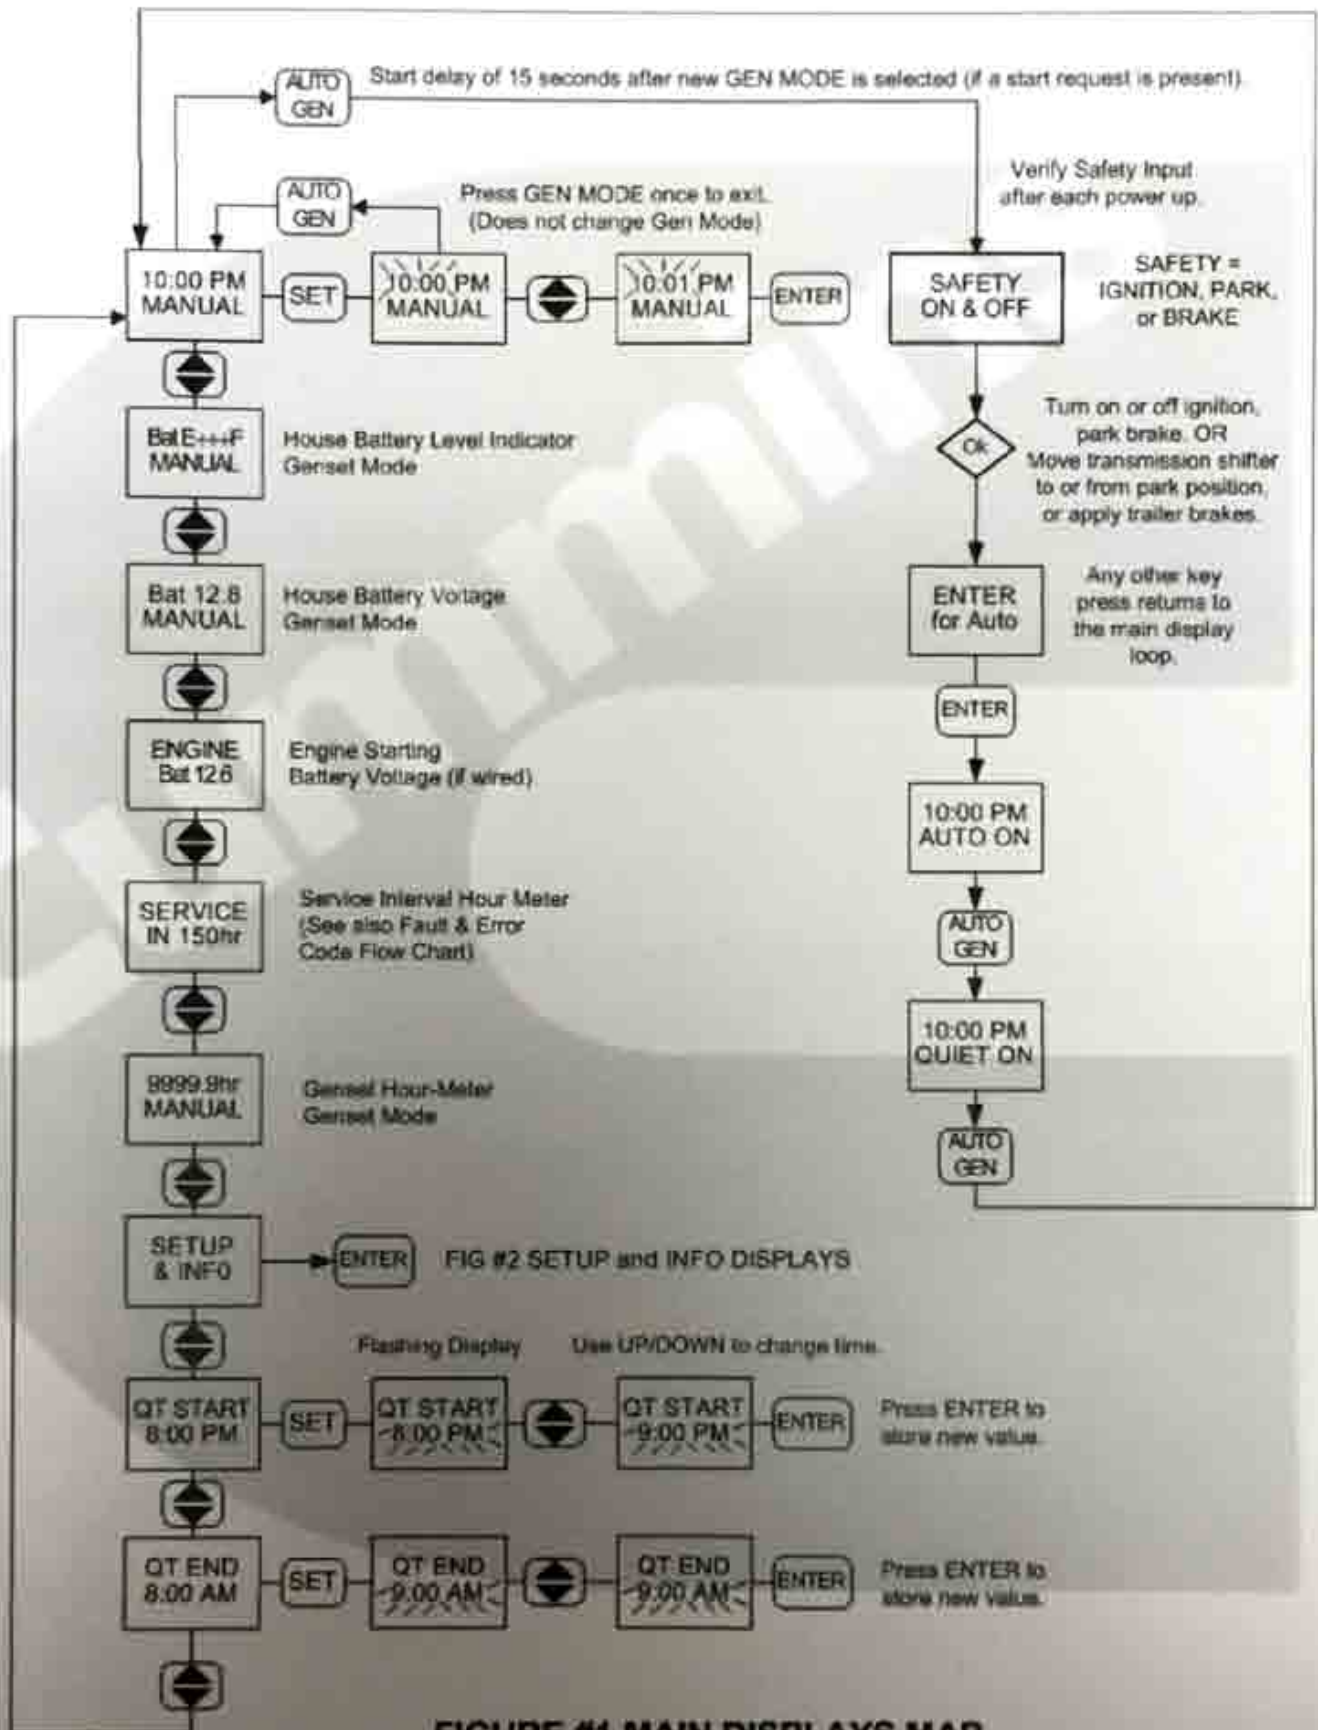 AUTO
GEN
Start delay of 15 seconds after new GEN MODE is selected (if a start request is present).
Verify Safety Input
after each power up.
AUTO
GEN
Press GEN MODE once to exit.
(Does not change Gen Mode)
10:00 PM
MANUAL
SET
10:00 PM
MANUAL
10:01 PM
MANUAL
ENTER
SAFETY
ON & OFF
SAFETY =
IGNITION, PARK,
or BRAKE
Bat E+++F
MANUAL
House Battery Level Indicator
Genset Mode
Ok
Turn on or off ignition,
park brake. OR
Move transmission shifter
to or from park position,
or apply trailer brakes.
Bat 12.8
MANUAL
House Battery Voltage
Genset Mode
ENTER
for Auto
Any other key
press returns to
the main display
loop.
ENTER
ENGINE
Bat 12.6
Engine Starting
Battery Voltage (if wired)
10:00 PM
AUTO ON
SERVICE
IN 150hr
Service Interval Hour Meter
(See also Fault & Error
Code Flow Chart)
AUTO
GEN
10:00 PM
QUIET ON
9999.9hr
MANUAL
Genset Hour-Meter
Genset Mode
AUTO
GEN
SETUP
& INFO
ENTER
FIG #2 SETUP and INFO DISPLAYS
Flashing Display
Use UP/DOWN to change time.
QT START
8:00 PM
SET
QT START
8:00 PM
QT START
9:00 PM
ENTER
Press ENTER to
store new value.
QT END
8:00 AM
SET
QT END
9:00 AM
QT END
9:00 AM
ENTER
Press ENTER to
store new value.
FIGURE #1 MAIN DISPLAYS MAP